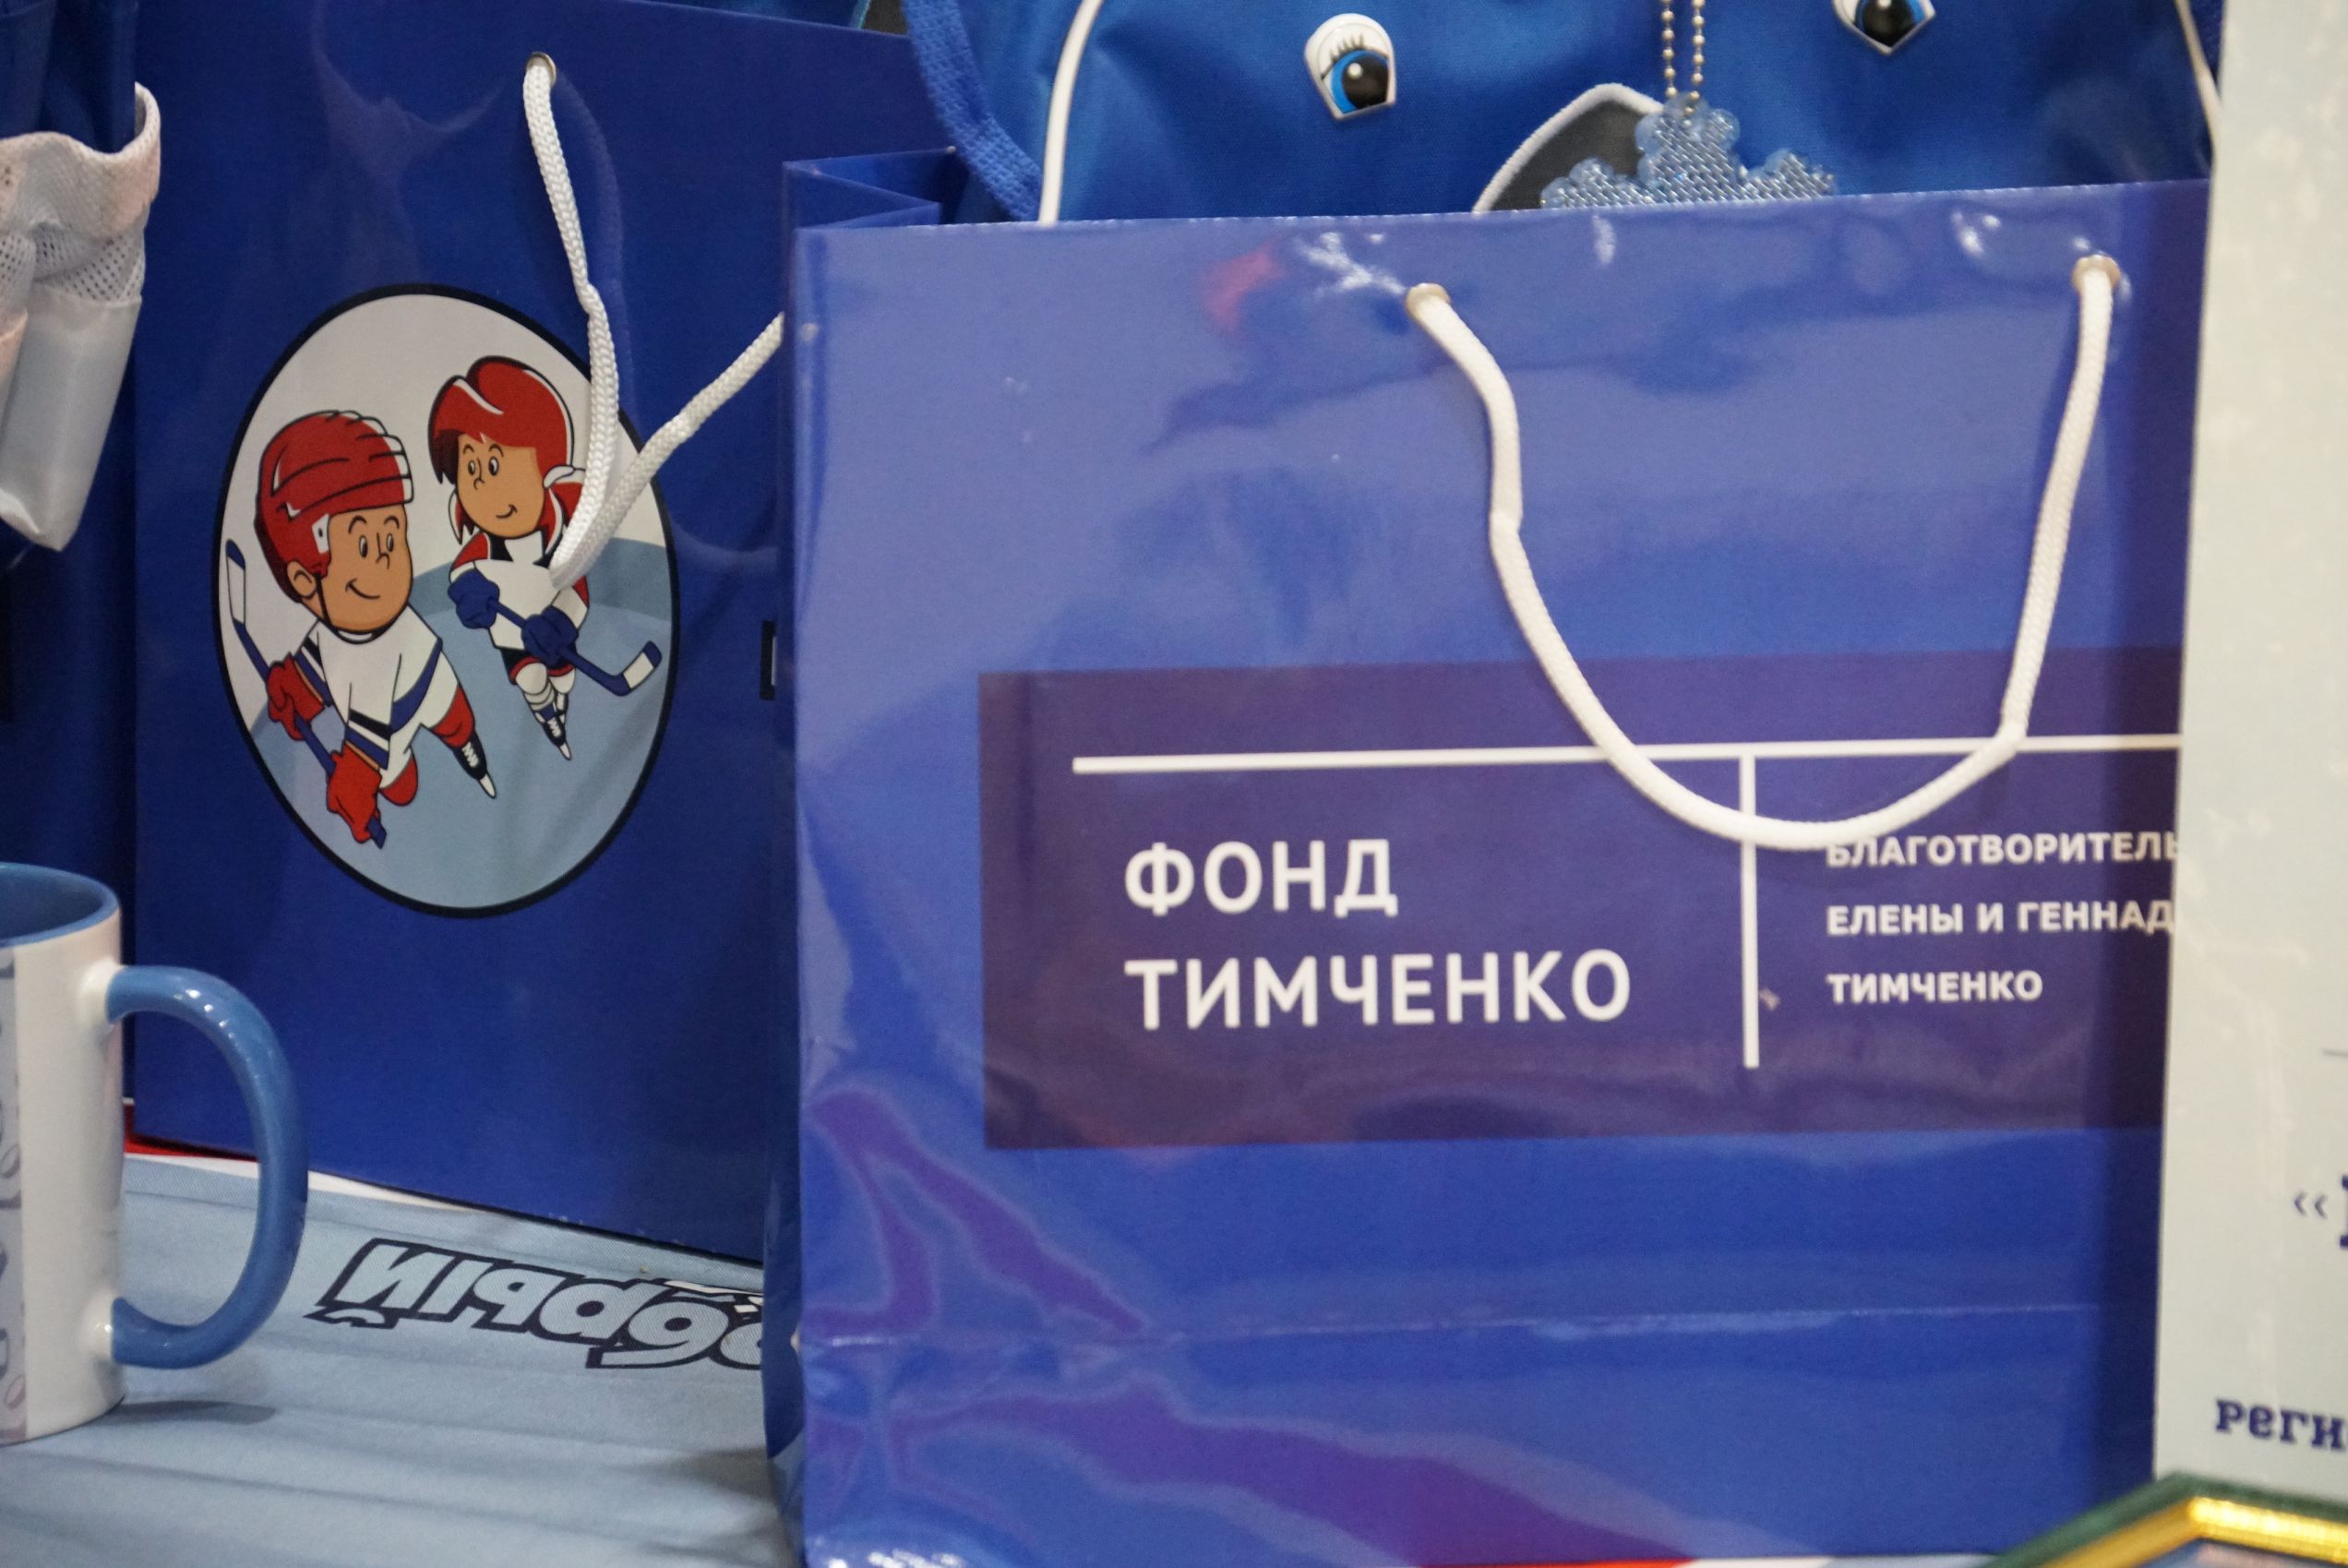 ФОНД
ТИМЧЕНКО
БЛАГОТВОРИТЕЛЬ
ЕЛЕНЫ И ГЕННАД
ТИМЧЕНКО